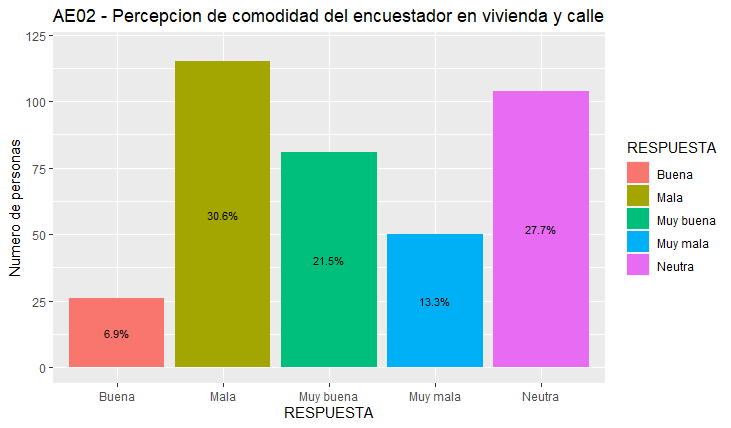 AE02 - Percepcion de comodidad del encuestador en vivienda y calle
Numero de personas
125
100
75
50
25
0
6.9%
30.6%
21.5%
13.3%
27.7%
Buena
Mala
Muy buena
Muy mala
Neutra
RESPUESTA
RESPUESTA
Buena
Mala
Muy buena
Muy mala
Neutra